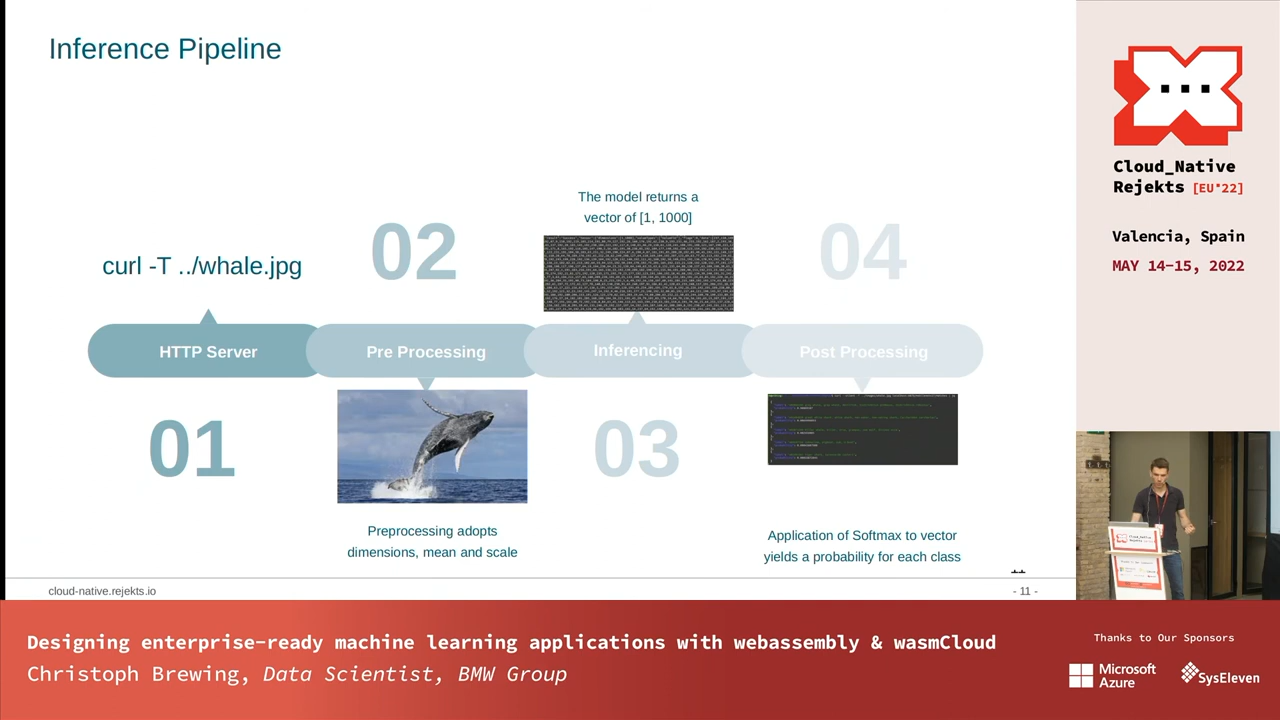 Inference Pipeline
The model returns a
vector of [1, 1000]
02
04
curl -T ../whale.jpg
HTTP Server
Pre Processing
Inferencing
Post Processing
01
03
Preprocessing adopts
dimensions, mean and scale
Application of Softmax to vector
yields a probability for each class
cloud-native.rejekts.io
- 11 -
Cloud_Native
Rejekts [EU*22]
Valencia, Spain
MAY 14-15, 2022
Designing enterprise-ready machine learning applications with webassembly & wasmCloud
Christoph Brewing, Data Scientist, BMW Group
Thanks to Our Sponsors
Microsoft
Azure
SysEleven